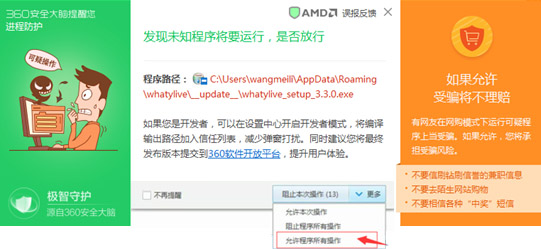 360安全大脑提醒您
进程防护
可疑操作
极智守护
源自360安全大脑
AMD 误报反馈
发现未知程序将要运行，是否放行
程序路径： C:\Users\wangmeili\AppData\Roaming
\whatylive\__update__\whatylive_setup_3.3.0.exe
如果您是开发者，可以在设置中心开启开发者模式，将编译
输出路径加入信任列表，减少弹窗打扰。同时建议您将最终
发布版本提交到360软件开放平台，提升用户体验。
不再提醒
阻止本次操作 (13) 更多
允许本次操作
阻止程序所有操作
允许程序所有操作
如果允许
受骗将不理赔
有网友在网购模式下运行可疑程
序上当受骗。如果允许，您将承
担受骗风险。
不要信刷钻刷信誉的兼职信息
不要去陌生网站购物
不要相信各种“中奖”短信